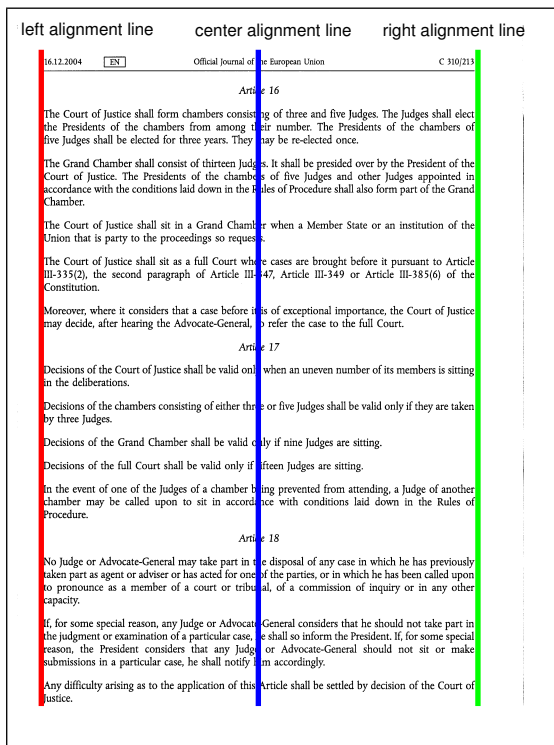 left alignment line center alignment line right alignment line
16.12.2004 EN Official Journal of the European Union C 310/213
Article 16
The Court of Justice shall form chambers consisting of three and five Judges. The Judges shall elect
the Presidents of the chambers from among their number. The Presidents of the chambers of
five Judges shall be elected for three years. They may be re-elected once.
The Grand Chamber shall consist of thirteen Judges. It shall be presided over by the President of the
Court of Justice. The Presidents of the chambers of five Judges and other Judges appointed in
accordance with the conditions laid down in the Rules of Procedure shall also form part of the Grand
Chamber.
The Court of Justice shall sit in a Grand Chamber when a Member State or an institution of the
Union that is party to the proceedings so requests.
The Court of Justice shall sit as a full Court where cases are brought before it pursuant to Article
III-335(2), the second paragraph of Article III-347, Article III-349 or Article III-385(6) of the
Constitution.
Moreover, where it considers that a case before it is of exceptional importance, the Court of Justice
may decide, after hearing the Advocate-General, to refer the case to the full Court.
Article 17
Decisions of the Court of Justice shall be valid only when an uneven number of its members is sitting
in the deliberations.
Decisions of the chambers consisting of either three or five Judges shall be valid only if they are taken
by three Judges.
Decisions of the Grand Chamber shall be valid only if nine Judges are sitting.
Decisions of the full Court shall be valid only if fifteen Judges are sitting.
In the event of one of the Judges of a chamber being prevented from attending, a Judge of another
chamber may be called upon to sit in accordance with conditions laid down in the Rules of
Procedure.
Article 18
No Judge or Advocate-General may take part in the disposal of any case in which he has previously
taken part as agent or adviser or has acted for one of the parties, or in which he has been called upon
to pronounce as a member of a court or tribunal, of a commission of inquiry or in any other
capacity.
If, for some special reason, any Judge or Advocate-General considers that he should not take part in
the judgment or examination of a particular case, he shall so inform the President. If, for some special
reason, the President considers that any Judge or Advocate-General should not sit or make
submissions in a particular case, he shall notify him accordingly.
Any difficulty arising as to the application of this Article shall be settled by decision of the Court of
Justice.